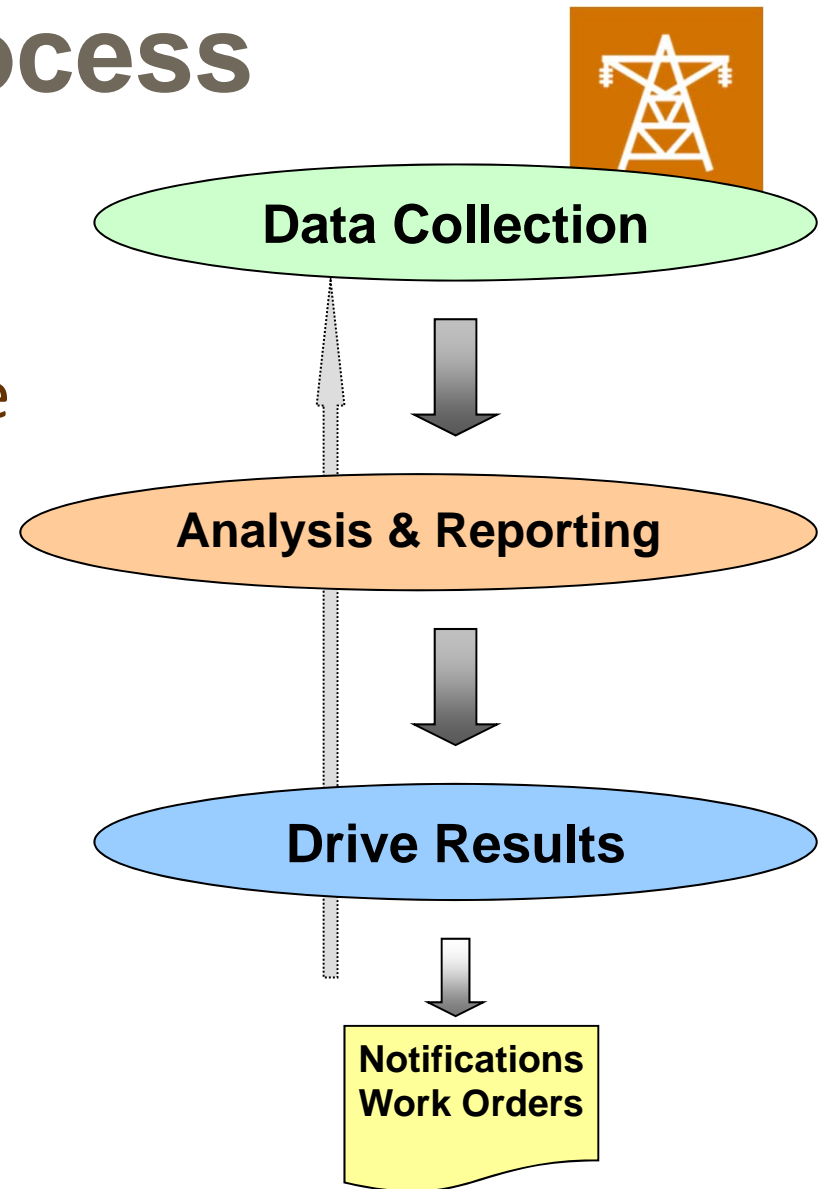 ocess
Data Collection
e
Analysis & Reporting
Drive Results
Notifications
Work Orders